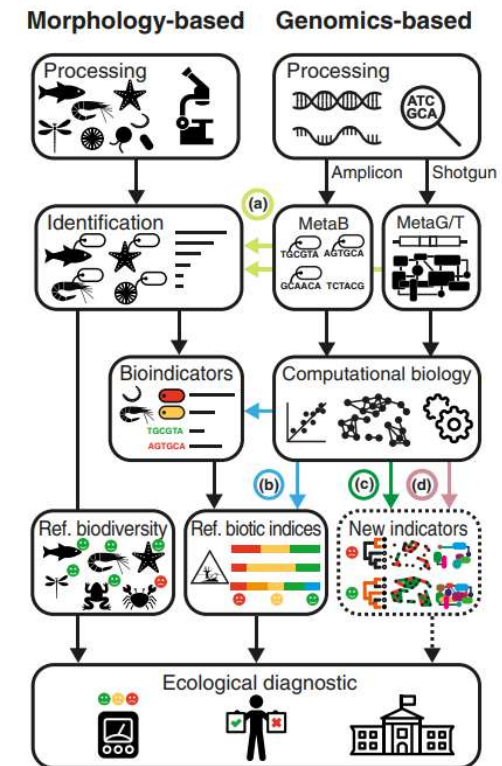 Morphology-based Genomics-based
Processing
Processing
ATC
GCA
Amplicon
Shotgun
(a)
Identification
MetaB
TGCGTA AGTGCA
GCAACA TCTACG
MetaG/T
Bioindicators
TGCGTA
AGTGCA
Computational biology
(b)
(c)
(d)
Ref. biodiversity
Ref. biotic indices
New indicators
Ecological diagnostic